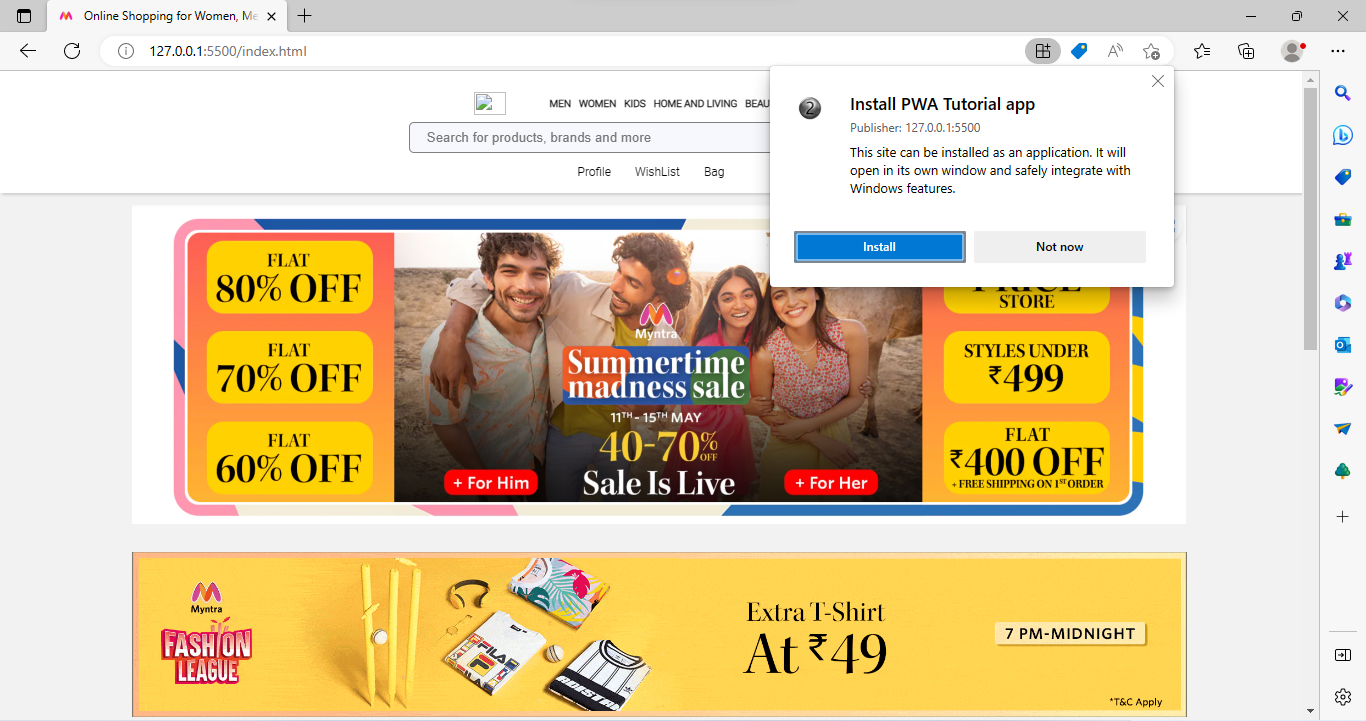 Online Shopping for Women, Me
127.0.0.1:5500/index.html
MEN WOMEN KIDS HOME AND LIVING BEAU
Search for products, brands and more
Profile WishList Bag
2
Install PWA Tutorial app
Publisher: 127.0.0.1:5500
This site can be installed as an application. It will
open in its own window and safely integrate with
Windows features.
Install
Not now
FLAT
80% OFF
FLAT
70% OFF
FLAT
60% OFF
Myntra
Summertime
madness sale
11TH - 15TH MAY
40-70% OFF
Sale Is Live
+ For Him
+ For Her
PRICE
STORE
STYLES UNDER
₹499
FLAT
₹400 OFF
+ FREE SHIPPING ON 1ST ORDER
Myntra
FASHION
LEAGUE
FILA
ADIDSTAN
Extra T-Shirt
At ₹49
7 PM-MIDNIGHT
*T&C Apply